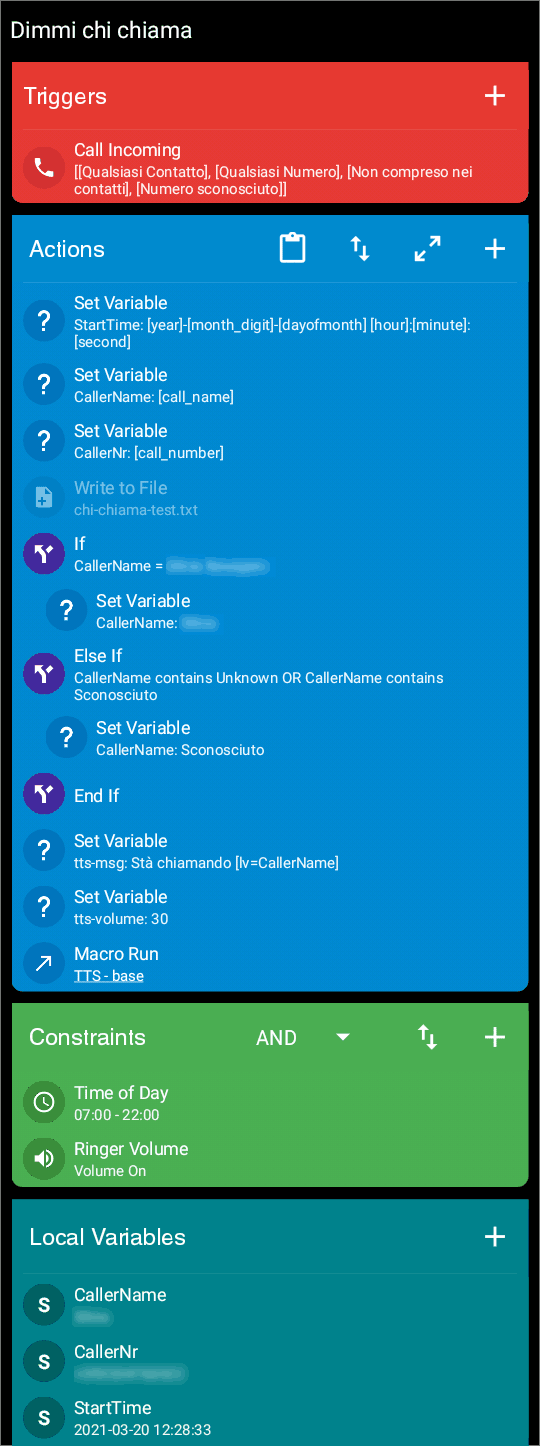 Dimmi chi chiama
Triggers
Call Incoming
[[Qualsiasi Contatto], [Qualsiasi Numero], [Non compreso nei
contatti], [Numero sconosciuto]]
Actions
Set Variable
StartTime: [year]-[month_digit]-[dayofmonth] [hour]:[minute]:
[second]
Set Variable
CallerName: [call_name]
Set Variable
CallerNr: [call_number]
Write to File
chi-chiama-test.txt
If
CallerName =
Set Variable
CallerName:
Else If
CallerName contains Unknown OR CallerName contains
Sconosciuto
Set Variable
CallerName: Sconosciuto
End If
Set Variable
tts-msg: Stà chiamando [lv=CallerName]
Set Variable
tts-volume: 30
Macro Run
TTS - base
Constraints AND
Time of Day
07:00 - 22:00
Ringer Volume
Volume On
Local Variables
S CallerName
S CallerNr
S StartTime
2021-03-20 12:28:33